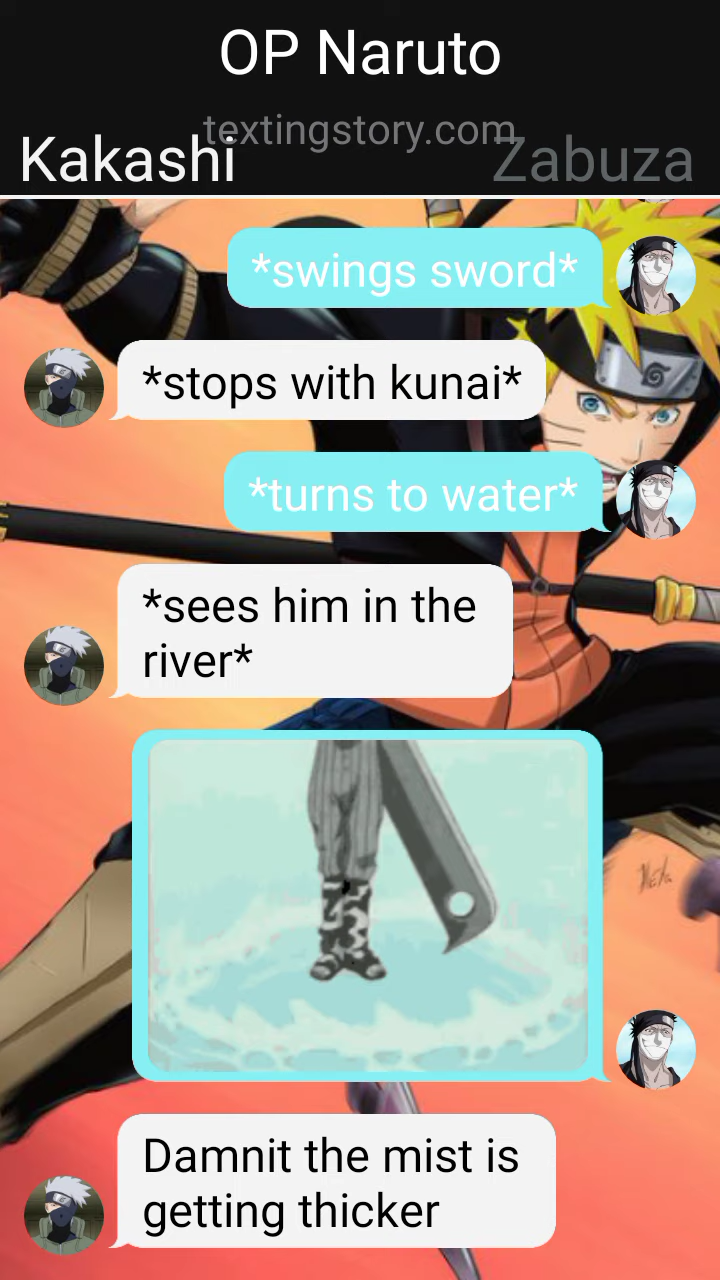 OP Naruto
textingstory.com
Kakashi
Zabuza
*swings sword*
*stops with kunai*
*turns to water*
*sees him in the
river*
Damnit the mist is
getting thicker